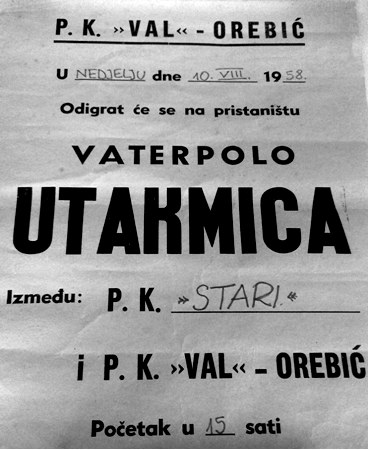 P. K. »VAL« - OREBIĆ
U NEDJELJU dne 10. VIII. 1958.
Odigrat će se na pristaništu
VATERPOLO
UTAKMICA
Između: P. K. »STARI.«
i P. K. »VAL« - OREBIĆ
Početak u 15 sati